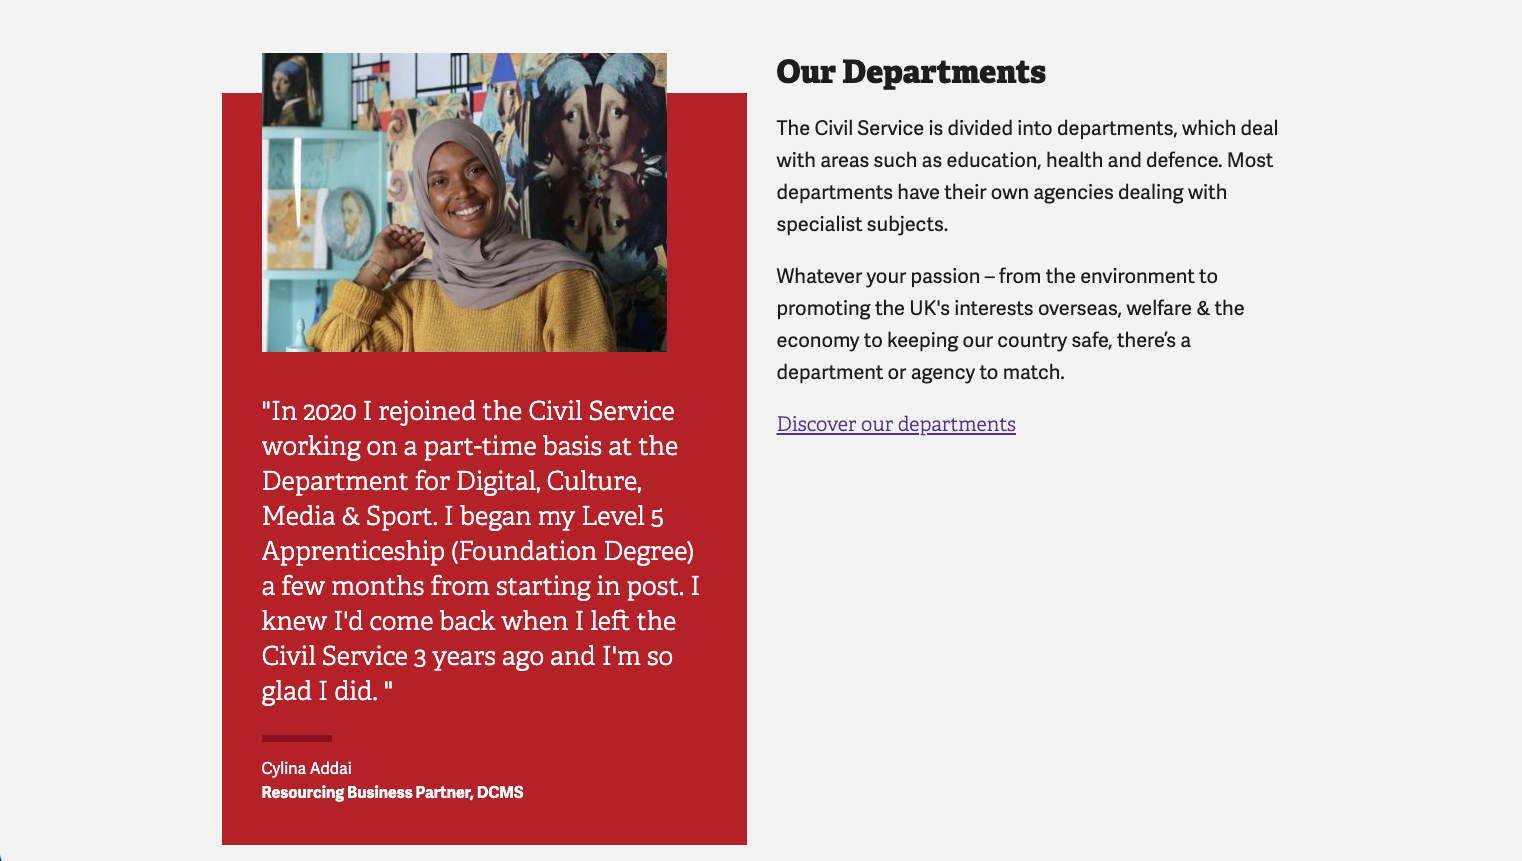 "In 2020 I rejoined the Civil Service
working on a part-time basis at the
Department for Digital, Culture,
Media & Sport. I began my Level 5
Apprenticeship (Foundation Degree)
a few months from starting in post. I
knew I'd come back when I left the
Civil Service 3 years ago and I'm so
glad I did. "
Cylina Addai
Resourcing Business Partner, DCMS
Our Departments
The Civil Service is divided into departments, which deal
with areas such as education, health and defence. Most
departments have their own agencies dealing with
specialist subjects.
Whatever your passion – from the environment to
promoting the UK's interests overseas, welfare & the
economy to keeping our country safe, there’s a
department or agency to match.
Discover our departments